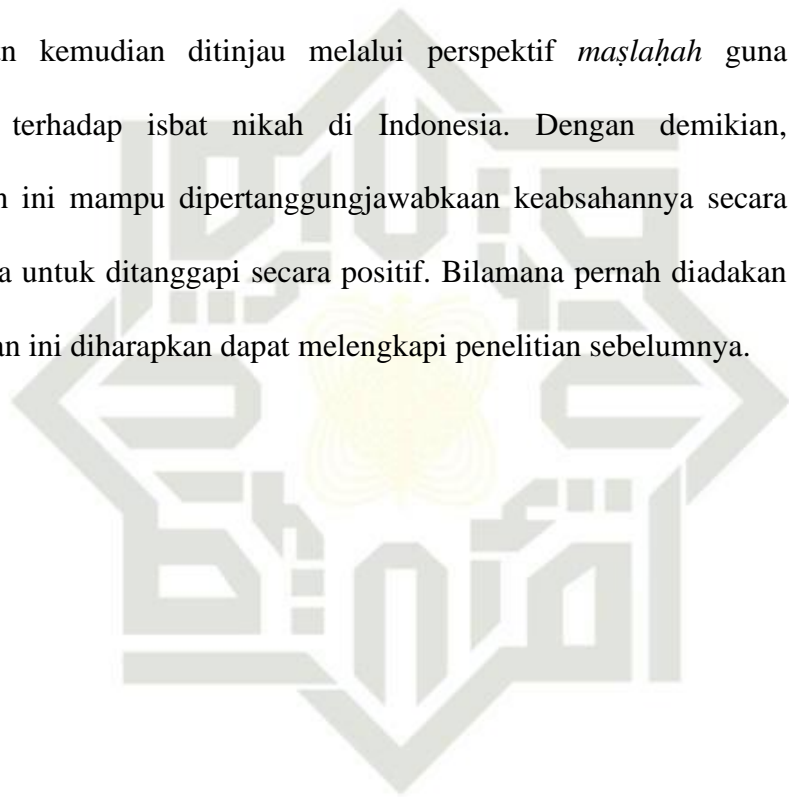 kemudian ditinjau melalui perspektif maṣlaḥah guna
terhadap isbat nikah di Indonesia. Dengan demikian,
ini mampu dipertanggungjawabkaan keabsahannya secara
untuk ditanggapi secara positif. Bilamana pernah diadakan
ini diharapkan dapat melengkapi penelitian sebelumnya.